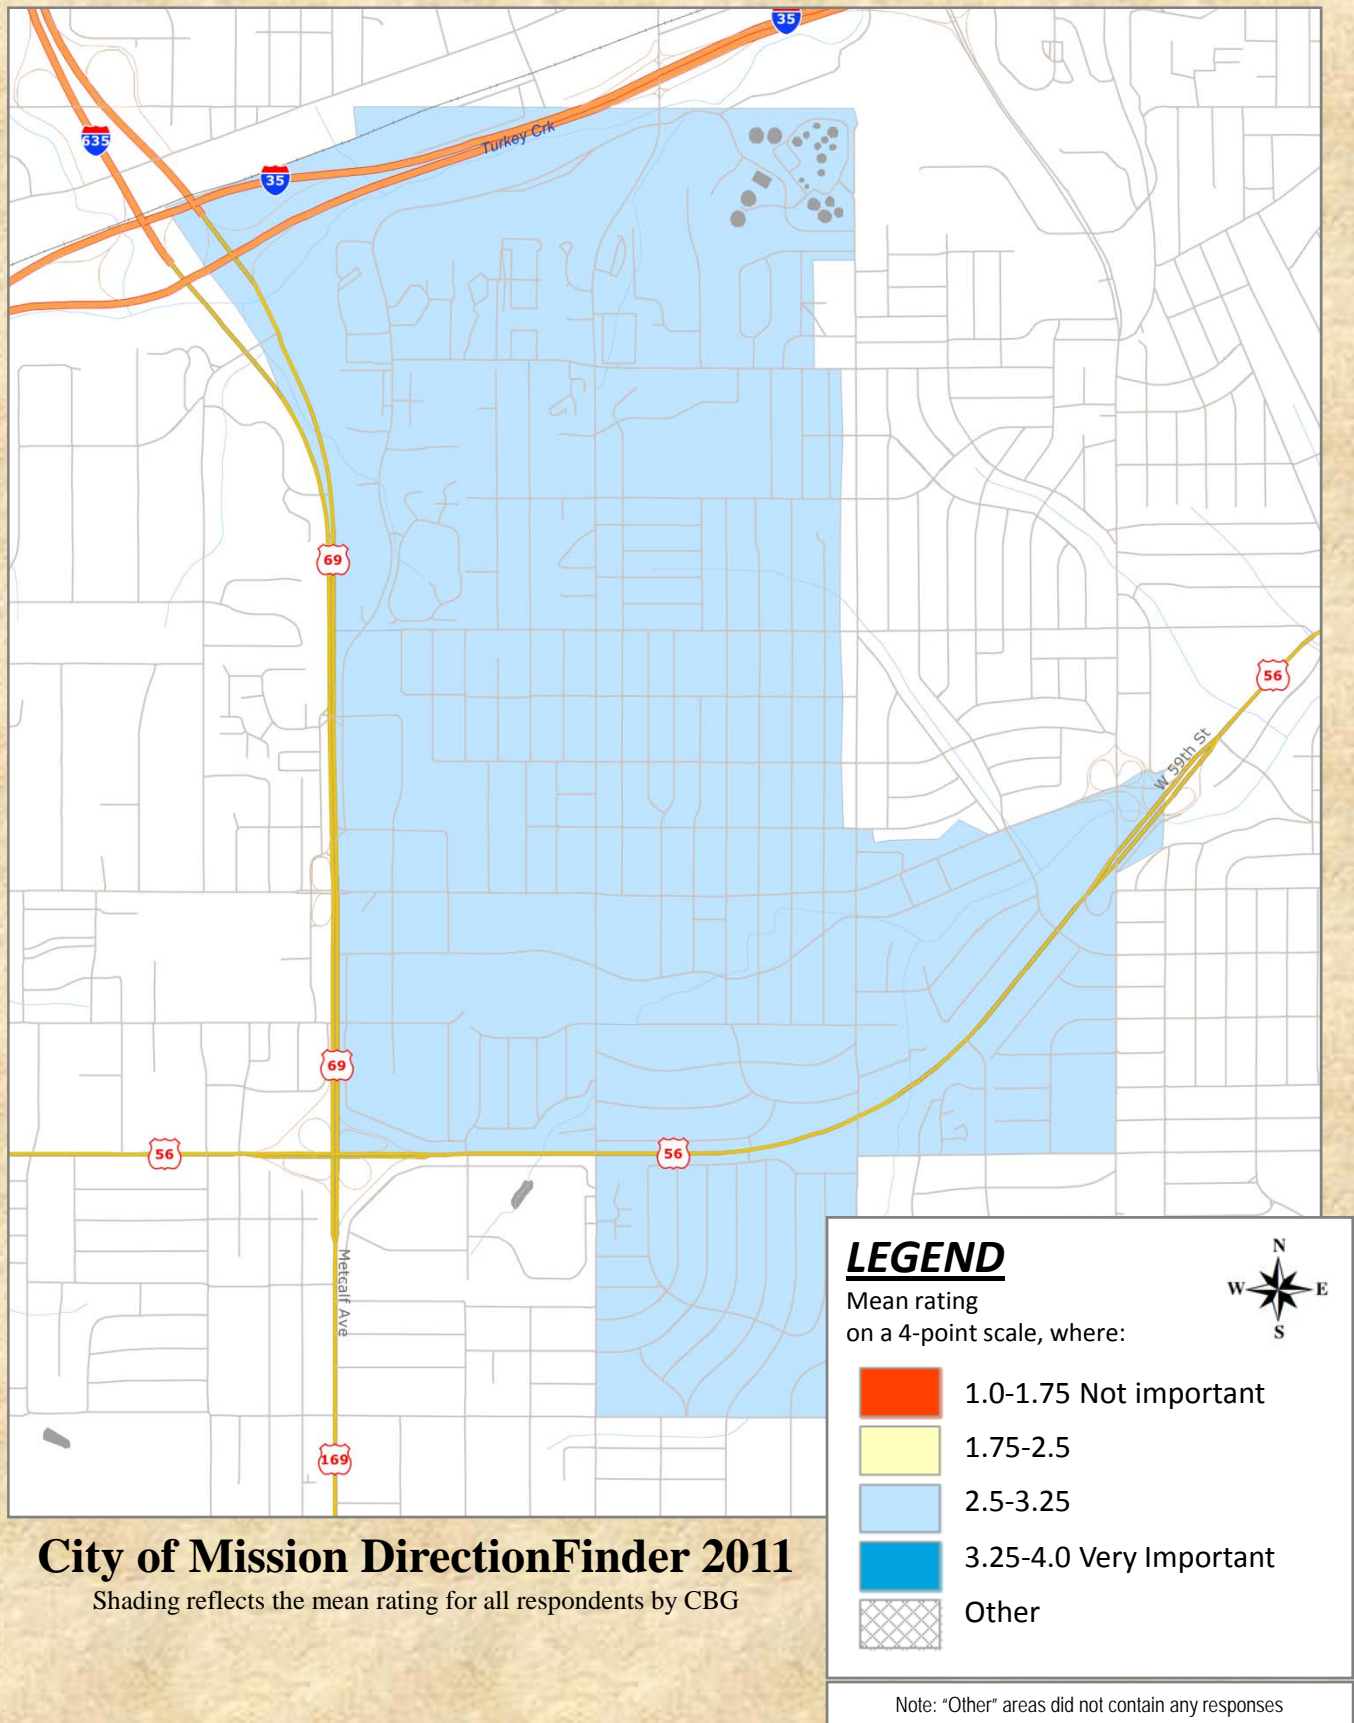 35
635
35
Turkey Crk
69
56
W 59th St
69
56
56
Metcalf Ave
169
LEGEND
Mean rating
on a 4-point scale, where:
N
W E
S
1.0-1.75 Not important
1.75-2.5
2.5-3.25
3.25-4.0 Very Important
Other
Note: “Other” areas did not contain any responses
City of Mission DirectionFinder 2011
Shading reflects the mean rating for all respondents by CBG